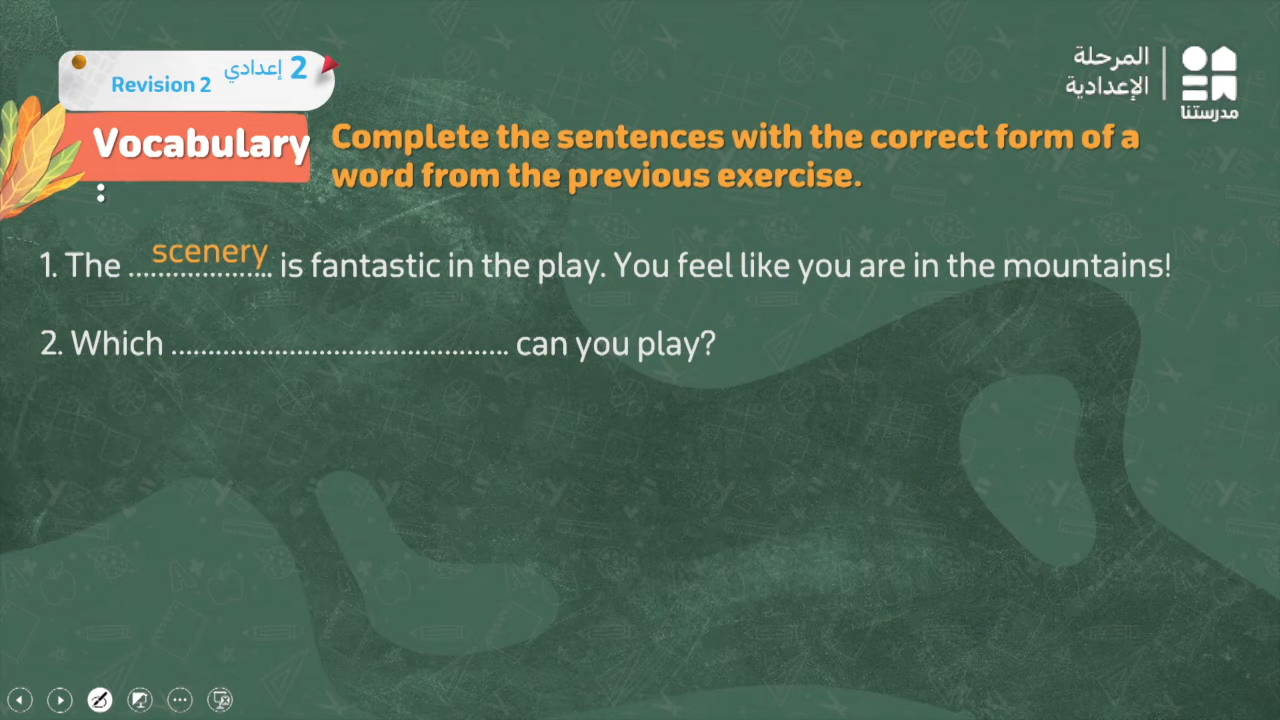 2 إعدادي
Revision 2
المرحلة
الإعدادية
مدرستنا
Vocabulary
:
Complete the sentences with the correct form of a
word from the previous exercise.
1. The ...scenery... is fantastic in the play. You feel like you are in the mountains!
2. Which .............................................. can you play?